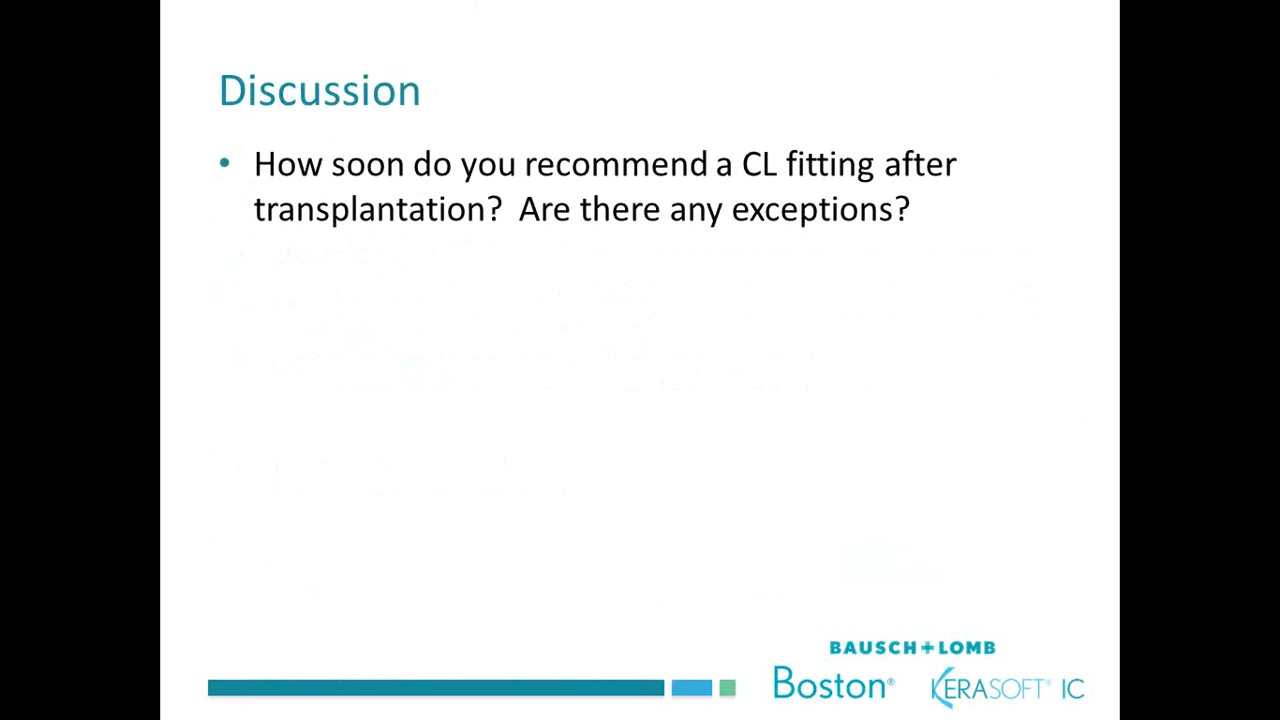 Discussion
• How soon do you recommend a CL fitting after
transplantation?  Are there any exceptions?
BAUSCH+LOMB
Boston® KERASOFT® IC